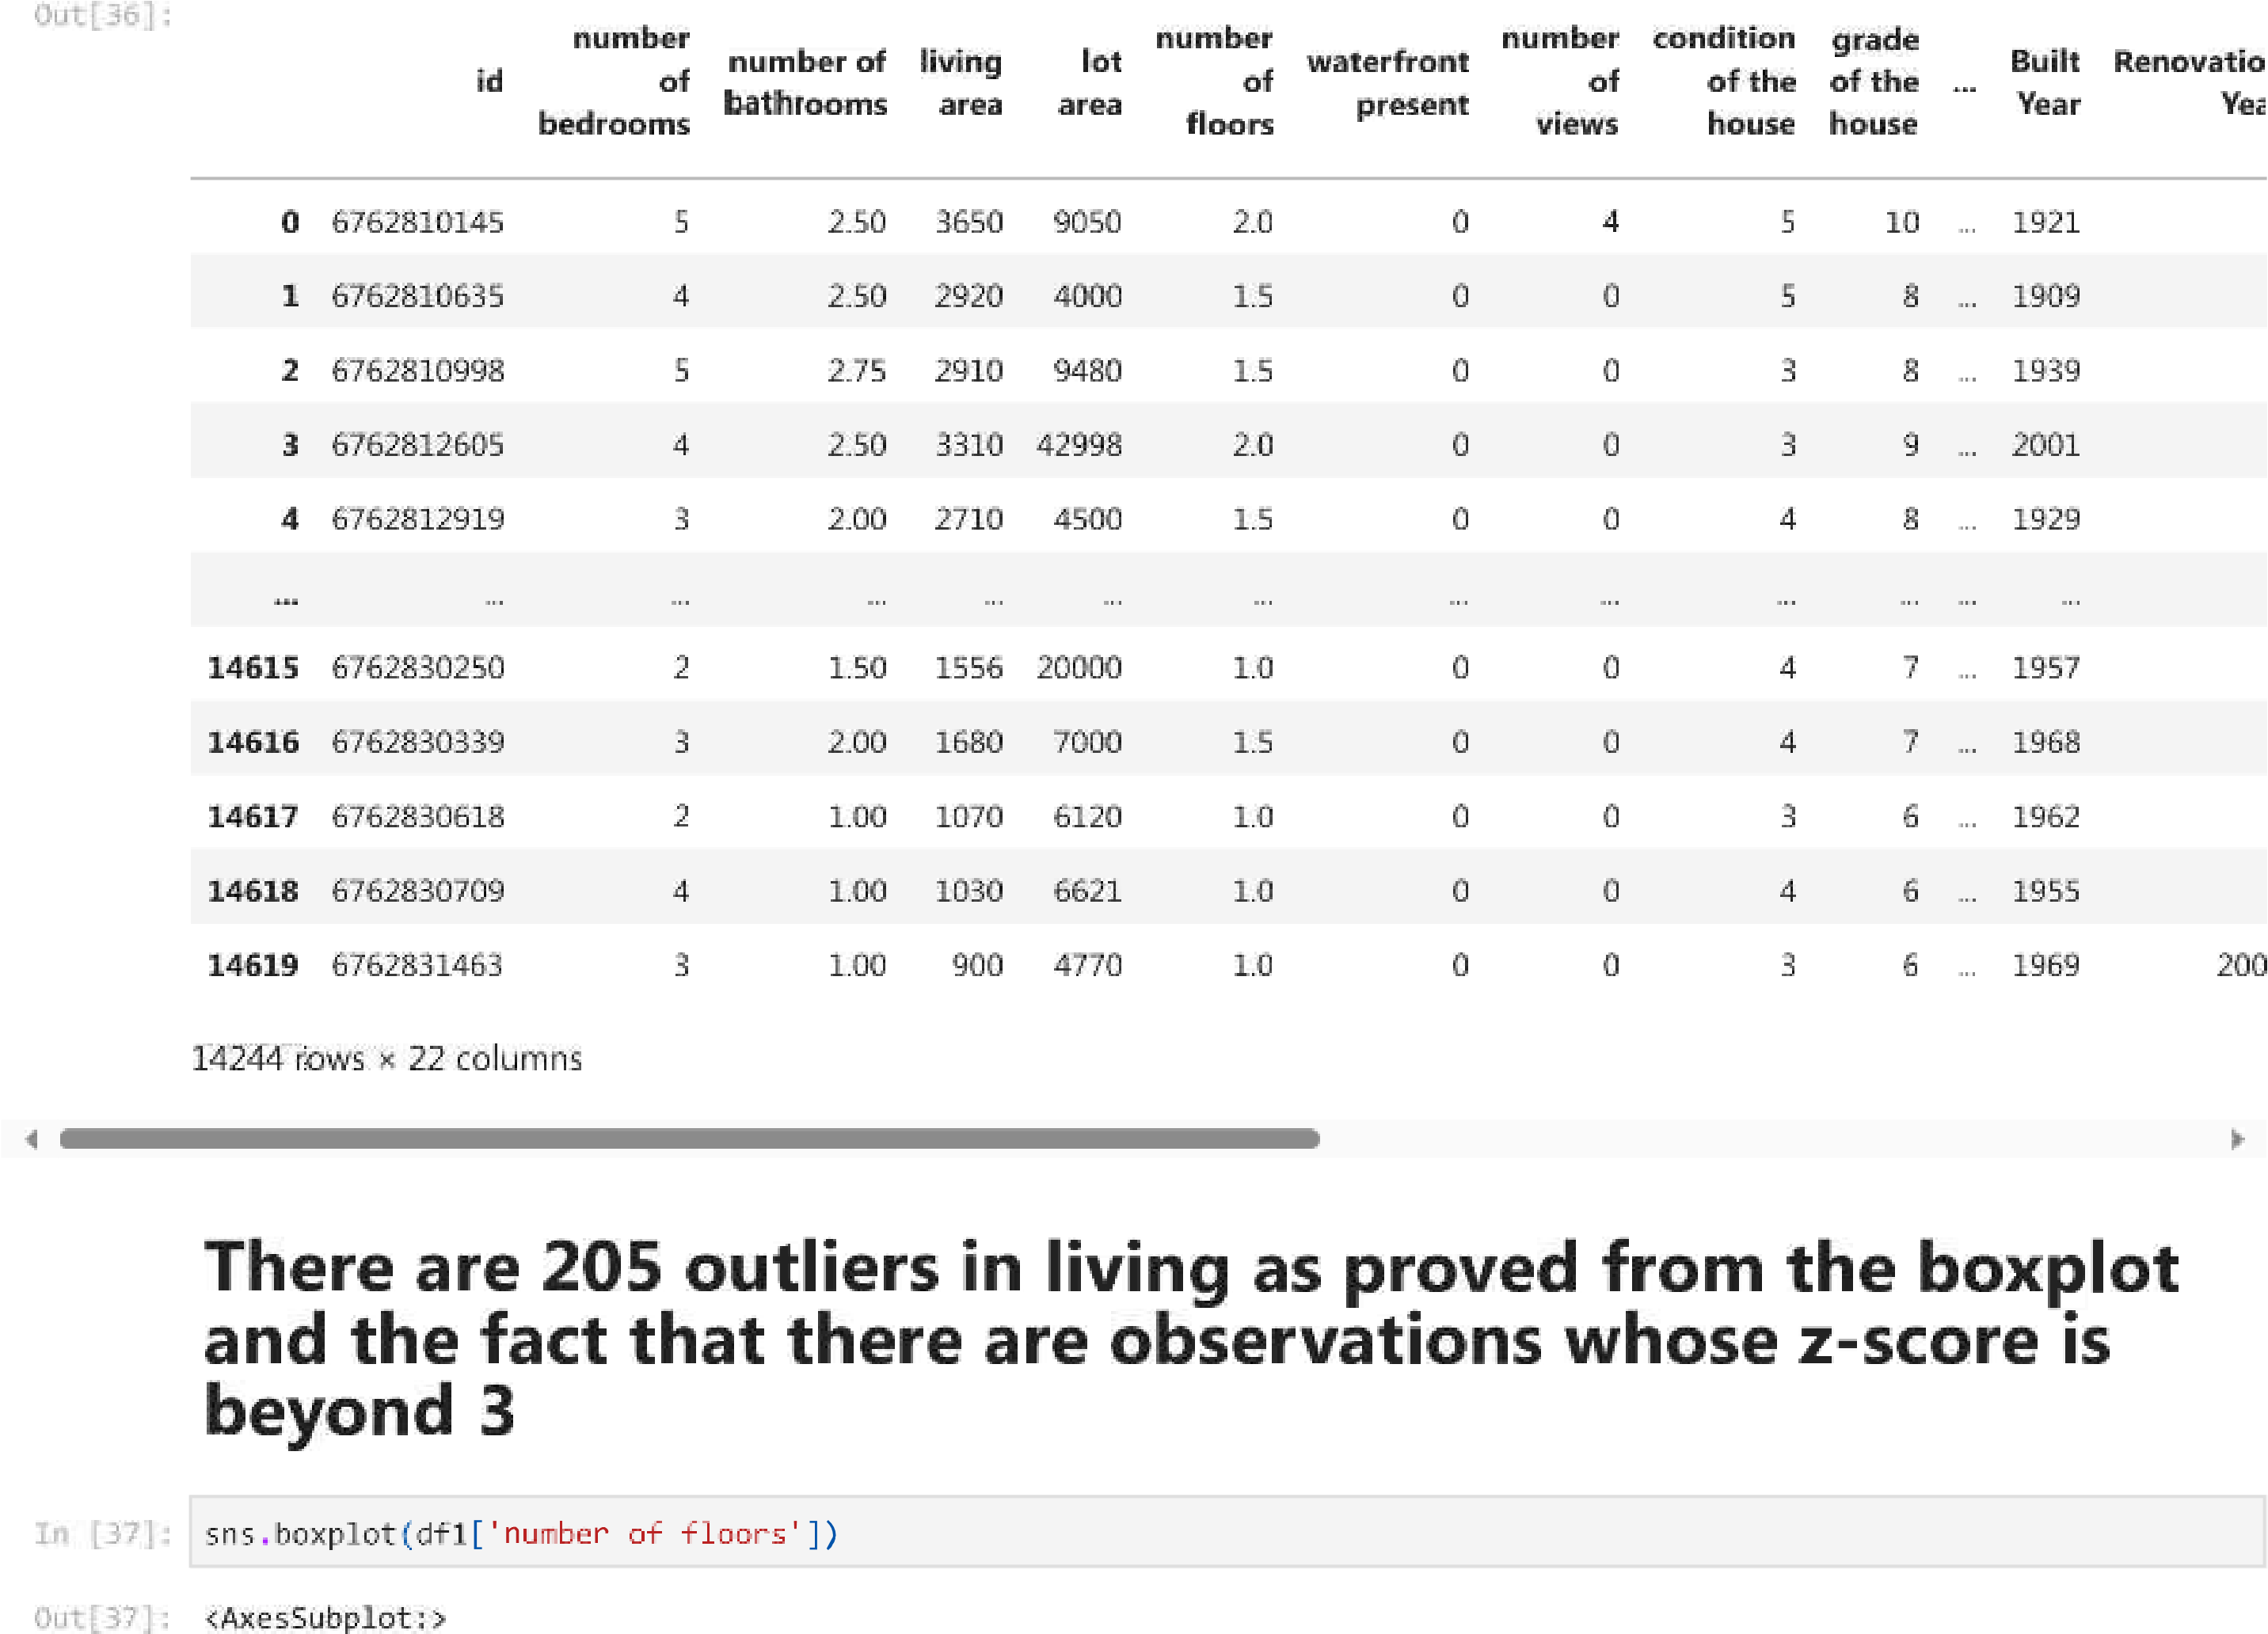 Out[36]:
id number of bedrooms number of bathrooms living area lot area number of floors waterfront present number of views condition of the house grade of the house ... Built Year Renovatio Yea
0 6762810145 5 2.50 3650 9050 2.0 0 4 5 10 ... 1921
1 6762810635 4 2.50 2920 4000 1.5 0 0 5 8 ... 1909
2 6762810998 5 2.75 2910 9480 1.5 0 0 3 8 ... 1939
3 6762812605 4 2.50 3310 42998 2.0 0 0 3 9 ... 2001
4 6762812919 3 2.00 2710 4500 1.5 0 0 4 8 ... 1929
... ... ... ... ... ... ... ... ... ... ... ... ...
14615 6762830250 2 1.50 1556 20000 1.0 0 0 4 7 ... 1957
14616 6762830339 3 2.00 1680 7000 1.5 0 0 4 7 ... 1968
14617 6762830618 2 1.00 1070 6120 1.0 0 0 3 6 ... 1962
14618 6762830709 4 1.00 1030 6621 1.0 0 0 4 6 ... 1955
14619 6762831463 3 1.00 900 4770 1.0 0 0 3 6 ... 1969 200
14244 rows × 22 columns
There are 205 outliers in living as proved from the boxplot
and the fact that there are observations whose z-score is
beyond 3
In [37]: sns.boxplot(df1['number of floors'])
Out[37]: <AxesSubplot:>